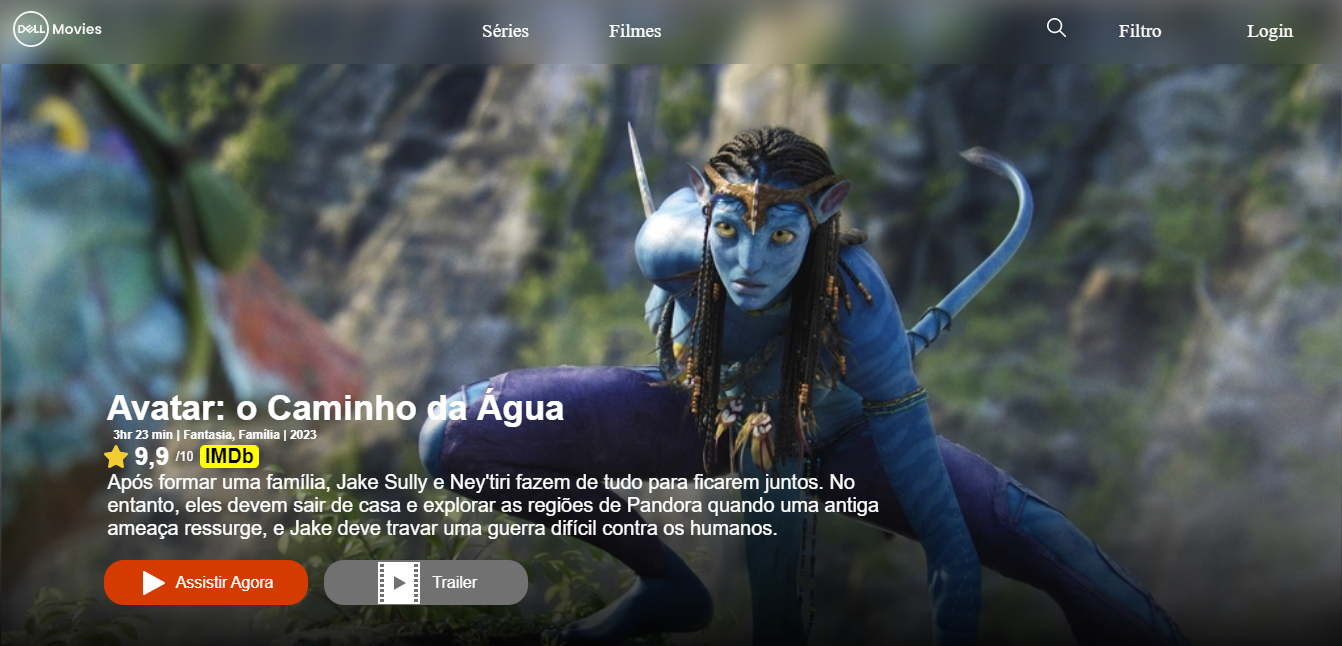 DELL Movies
Séries
Filmes
Filtro
Login
Avatar: o Caminho da Água
3hr 23 min | Fantasia, Família | 2023
9,9 /10 IMDb
Após formar uma família, Jake Sully e Ney'tiri fazem de tudo para ficarem juntos. No
entanto, eles devem sair de casa e explorar as regiões de Pandora quando uma antiga
ameaça ressurge, e Jake deve travar uma guerra difícil contra os humanos.
Assistir Agora
Trailer